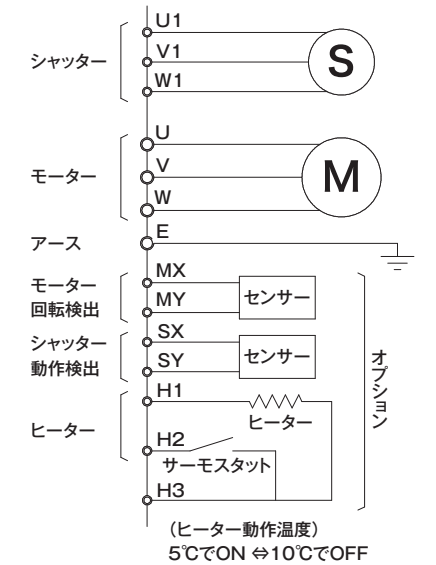 U1
シャッター
V1
S
W1
U
モーター
V
M
W
アース
E
モーター
回転検出
MX
MY
センサー
シャッター
動作検出
SX
SY
センサー
オプション
H1
ヒーター
ヒーター
H2
サーモスタット
H3
(ヒーター動作温度)
5℃でON ⇔10℃でOFF